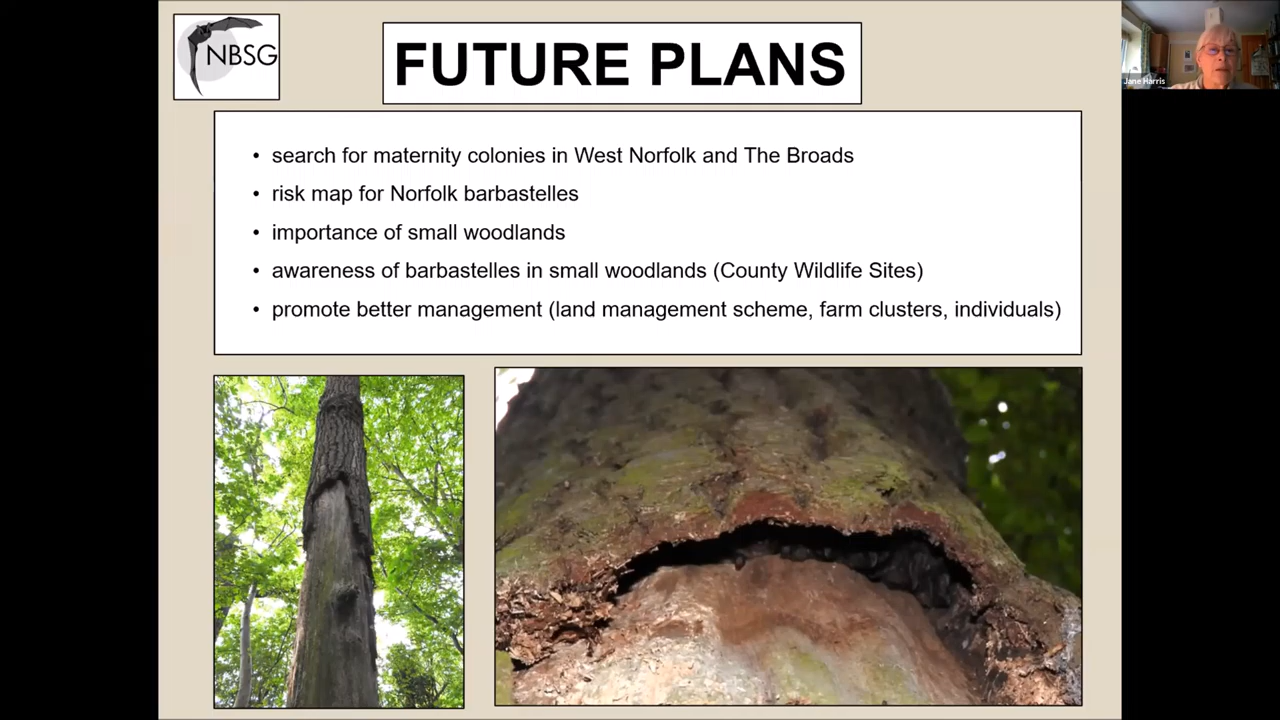 NBSG
FUTURE PLANS
• search for maternity colonies in West Norfolk and The Broads
• risk map for Norfolk barbastelles
• importance of small woodlands
• awareness of barbastelles in small woodlands (County Wildlife Sites)
• promote better management (land management scheme, farm clusters, individuals)
Jane Harris